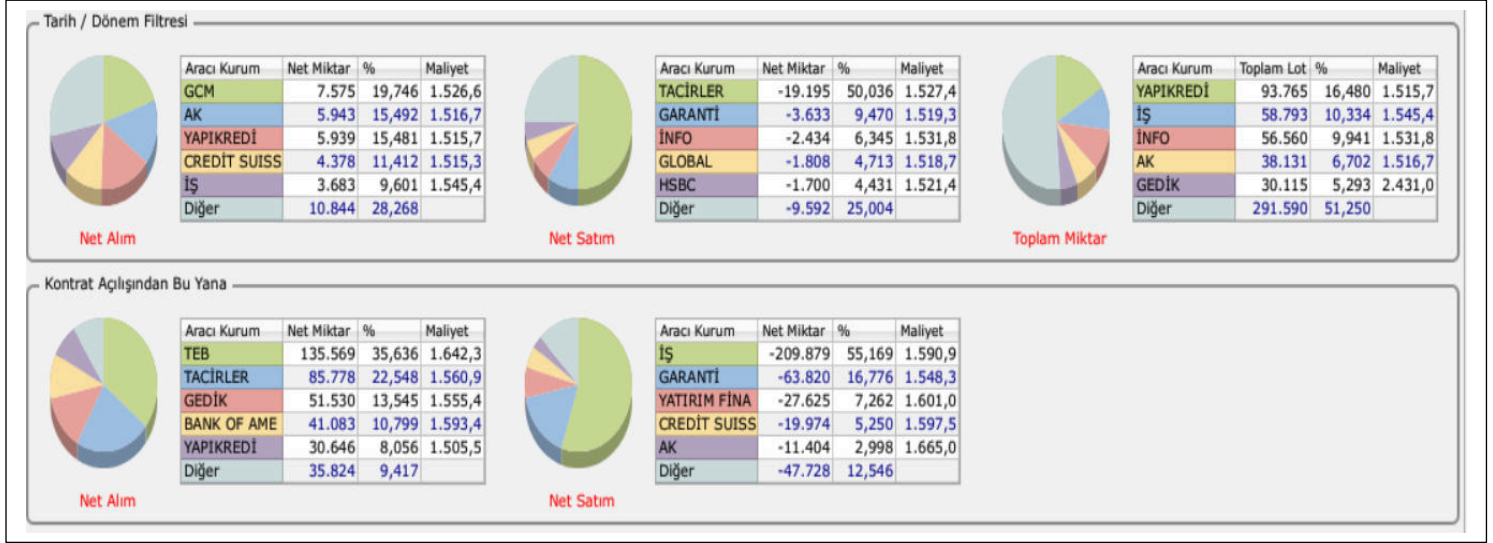 Tarih / Dönem Filtresi
Aracı Kurum Net Miktar % Maliyet
GCM 7.575 19,746 1.526,6
AK 5.943 15,492 1.516,7
YAPIKREDİ 5.939 15,481 1.515,7
CREDİT SUISS 4.378 11,412 1.515,3
İŞ 3.683 9,601 1.545,4
Diğer 10.844 28,268
Net Alım
Aracı Kurum Net Miktar % Maliyet
TACİRLER -19.195 50,036 1.527,4
GARANTİ -3.633 9,470 1.519,3
İNFO -2.434 6,345 1.531,8
GLOBAL -1.808 4,713 1.518,7
HSBC -1.700 4,431 1.521,4
Diğer -9.592 25,004
Net Satım
Aracı Kurum Toplam Lot % Maliyet
YAPIKREDİ 93.765 16,480 1.515,7
İŞ 58.793 10,334 1.545,4
İNFO 56.560 9,941 1.531,8
AK 38.131 6,702 1.516,7
GEDİK 30.115 5,293 2.431,0
Diğer 291.590 51,250
Toplam Miktar
Kontrat Açılışından Bu Yana
Aracı Kurum Net Miktar % Maliyet
TEB 135.569 35,636 1.642,3
TACİRLER 85.778 22,548 1.560,9
GEDİK 51.530 13,545 1.555,4
BANK OF AME 41.083 10,799 1.593,4
YAPIKREDİ 30.646 8,056 1.505,5
Diğer 35.824 9,417
Net Alım
Aracı Kurum Net Miktar % Maliyet
İŞ -209.879 55,169 1.590,9
GARANTİ -63.820 16,776 1.548,3
YATIRIM FİNA -27.625 7,262 1.601,0
CREDİT SUISS -19.974 5,250 1.597,5
AK -11.404 2,998 1.665,0
Diğer -47.728 12,546
Net Satım